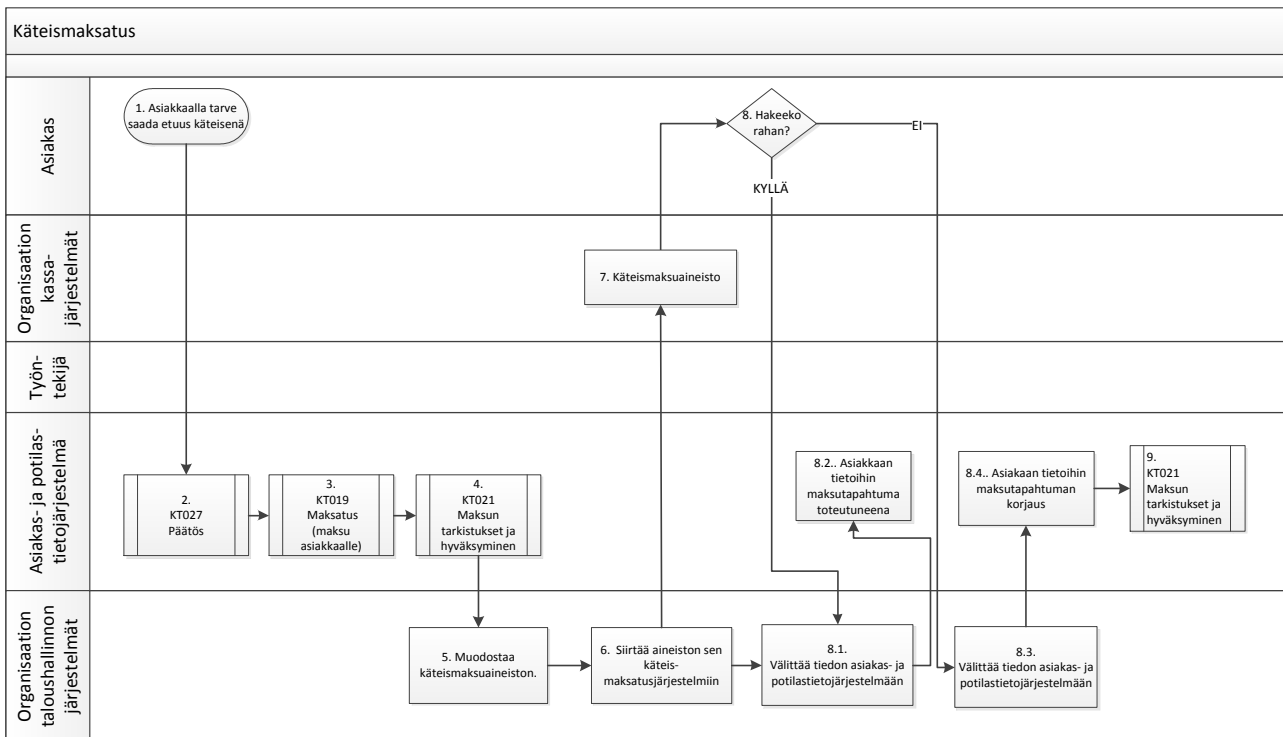 Käteismaksatus
Asiakas
1. Asiakkaalla tarve
saada etuus käteisenä
8. Hakeeko
rahan?
EI
KYLLÄ
Organisaation
kassa-
järjestelmät
7. Käteismaksuaineisto
Työn-
tekijä
Asiakas- ja potilas-
tietojärjestelmä
2.
KT027
Päätös
3.
KT019
Maksatus
(maksu
asiakkaalle)
4.
KT021
Maksun
tarkistukset ja
hyväksyminen
8.2.. Asiakkaan
tietoihin
maksutapahtuma
toteutuneena
8.4.. Asiakaan tietoihin
maksutapahtuman
korjaus
9.
KT021
Maksun
tarkistukset ja
hyväksyminen
Organisaation
taloushallinnon
järjestelmät
5. Muodostaa
käteismaksuaineiston.
6. Siirtää aineiston sen
käteis-
maksatusjärjestelmiin
8.1.
Välittää tiedon asiakas- ja
potilastietojärjestelmään
8.3.
Välittää tiedon asiakas- ja
potilastietojärjestelmään